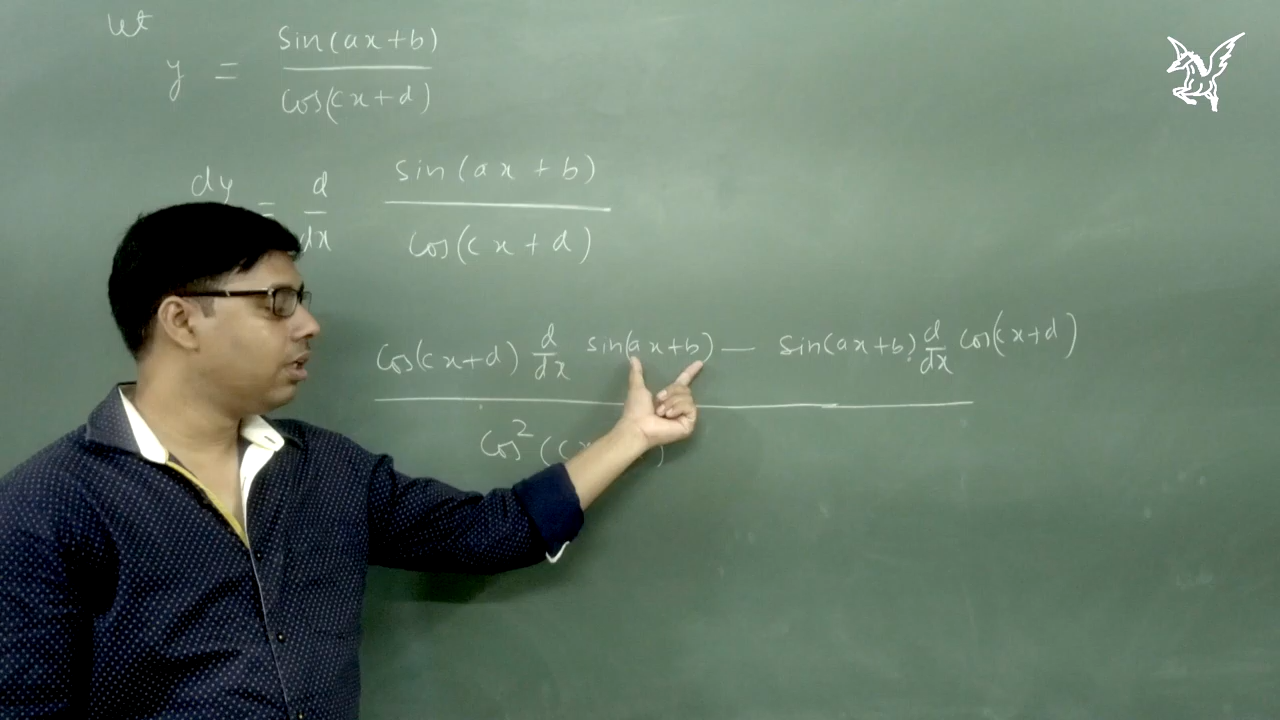 let
y = sin(ax+b)
cos(cx+d)
dy = d sin(ax + b)
dx cos(cx + d)
cos(cx+d) d/dx sin(ax+b) — sin(ax+b). d/dx cos(cx+d)
cos² (cx )